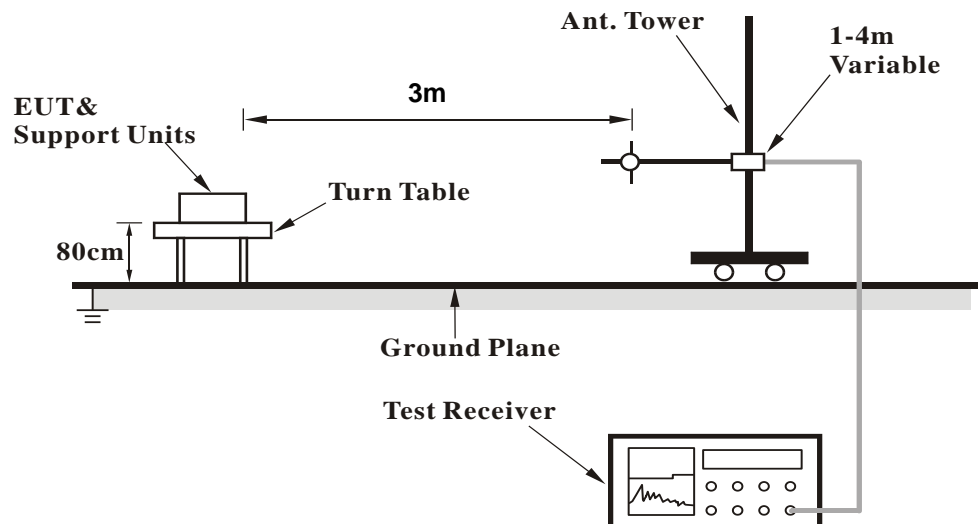 Ant. Tower
1-4m
Variable
3m
EUT&
Support Units
Turn Table
80cm
Ground Plane
Test Receiver